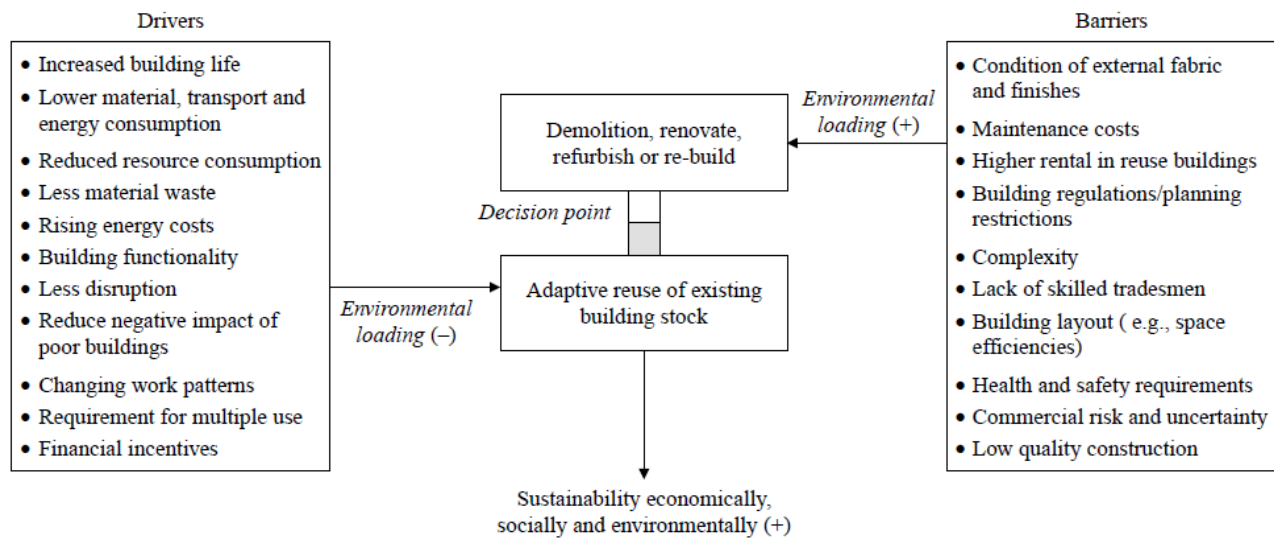 Drivers
• Increased building life
• Lower material, transport and
energy consumption
• Reduced resource consumption
• Less material waste
• Rising energy costs
• Building functionality
• Less disruption
• Reduce negative impact of
poor buildings
• Changing work patterns
• Requirement for multiple use
• Financial incentives
Environmental
loading (–)
Demolition, renovate,
refurbish or re-build
Decision point
Adaptive reuse of existing
building stock
Sustainability economically,
socially and environmentally (+)
Environmental
loading (+)
Barriers
• Condition of external fabric
and finishes
• Maintenance costs
• Higher rental in reuse buildings
• Building regulations/planning
restrictions
• Complexity
• Lack of skilled tradesmen
• Building layout ( e.g., space
efficiencies)
• Health and safety requirements
• Commercial risk and uncertainty
• Low quality construction